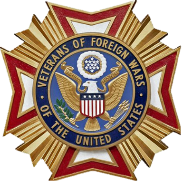 VETERANS OF FOREIGN WARS
OF THE UNITED STATES